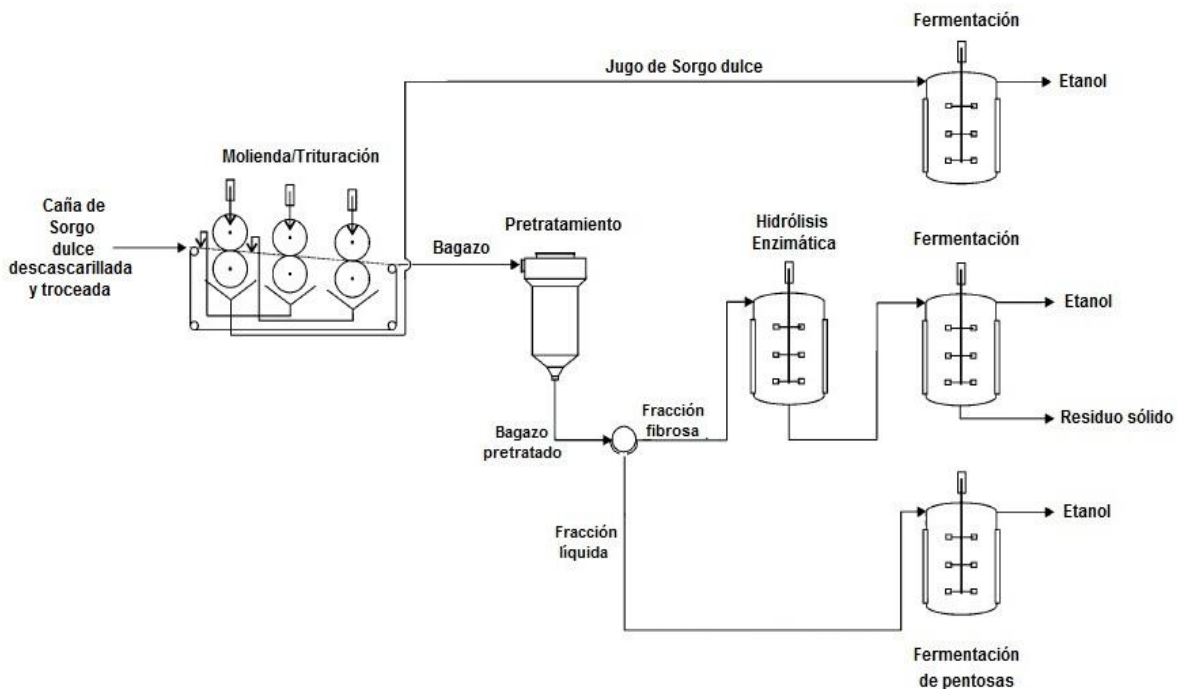 Fermentación
Jugo de Sorgo dulce
Etanol
Molienda/Trituración
Caña de
Sorgo
dulce
descascarillada
y troceada
Bagazo
Pretratamiento
Hidrólisis
Enzimática
Fermentación
Etanol
Fracción
fibrosa
Residuo sólido
Bagazo
pretratado
Fracción
líquida
Etanol
Fermentación
de pentosas